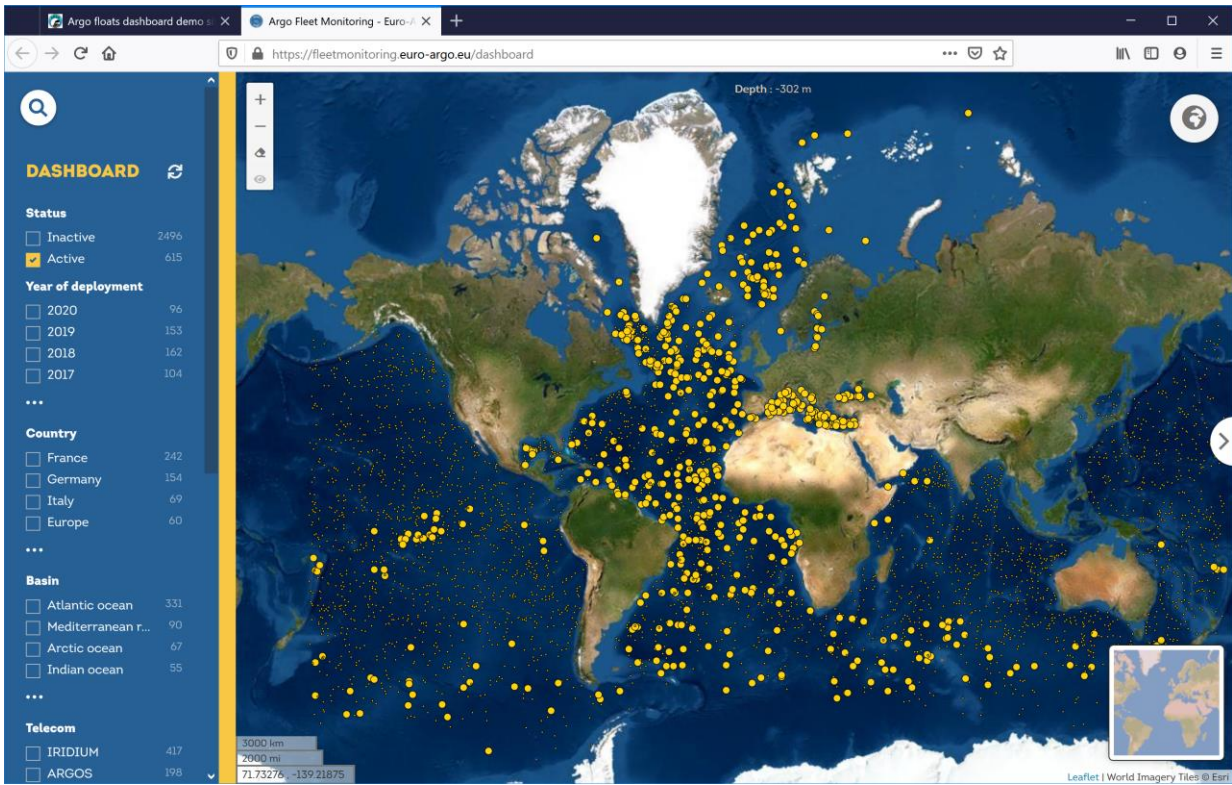 Argo floats dashboard demo s
Argo Fleet Monitoring - Euro-A
https://fleetmonitoring.euro-argo.eu/dashboard
Depth : -302 m
DASHBOARD
Status
Inactive 2496
Active 615
Year of deployment
2020 96
2019 153
2018 162
2017 104
...
Country
France 242
Germany 154
Italy 69
Europe 60
...
Basin
Atlantic ocean 331
Mediterranean r... 90
Arctic ocean 67
Indian ocean 55
...
Telecom
IRIDIUM 417
ARGOS 198
3000 km
2000 mi
71.73276 , -139.21875
Leaflet | World Imagery Tiles © Esri